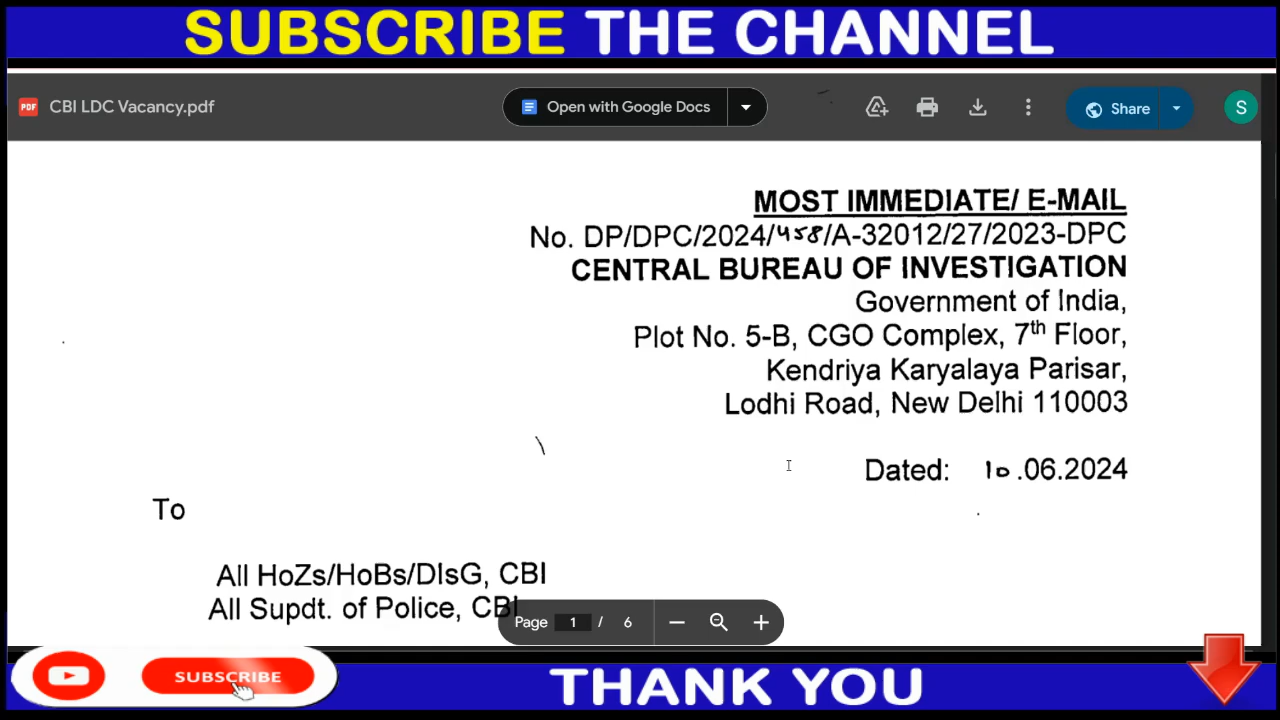 SUBSCRIBE THE CHANNEL
PDF CBI LDC Vacancy.pdf
Open with Google Docs
Share
S
MOST IMMEDIATE/ E-MAIL
No. DP/DPC/2024/458/A-32012/27/2023-DPC
CENTRAL BUREAU OF INVESTIGATION
Government of India,
Plot No. 5-B, CGO Complex, 7th Floor,
Kendriya Karyalaya Parisar,
Lodhi Road, New Delhi 110003
Dated: 10.06.2024
To
All HoZs/HoBs/DIsG, CBI
All Supdt. of Police, CBI
Page 1 / 6
SUBSCRIBE
THANK YOU